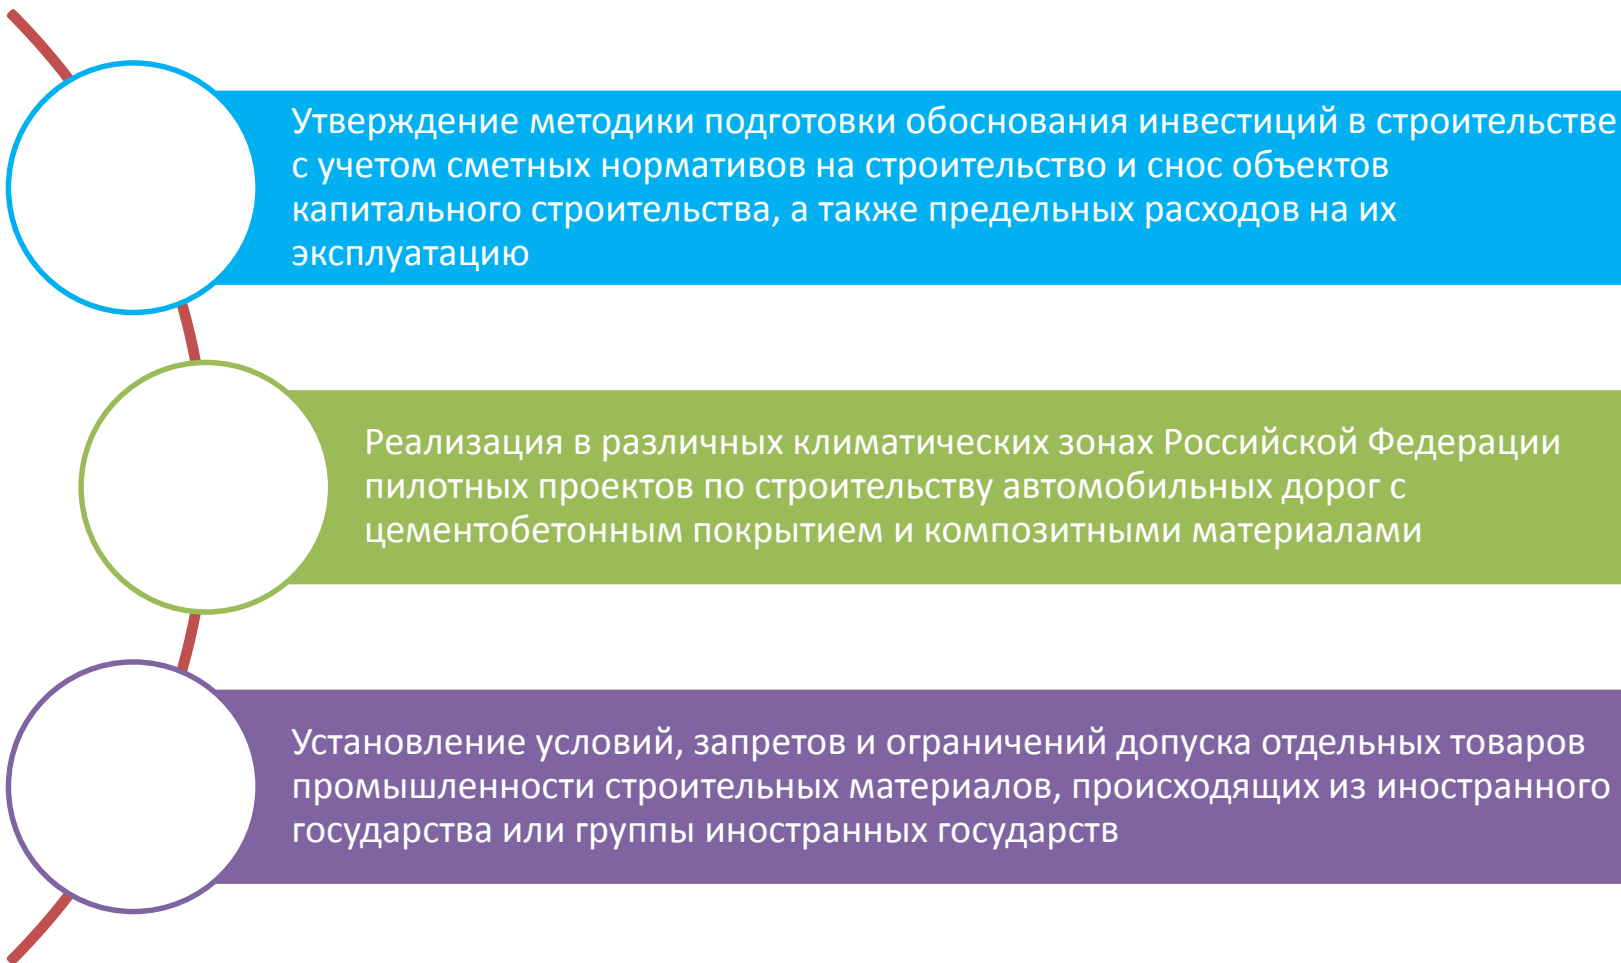 Утверждение методики подготовки обоснования инвестиций в строительстве
с учетом сметных нормативов на строительство и снос объектов
капитального строительства, а также предельных расходов на их
эксплуатацию
Реализация в различных климатических зонах Российской Федерации
пилотных проектов по строительству автомобильных дорог с
цементобетонным покрытием и композитными материалами
Установление условий, запретов и ограничений допуска отдельных товаров
промышленности строительных материалов, происходящих из иностранного
государства или группы иностранных государств